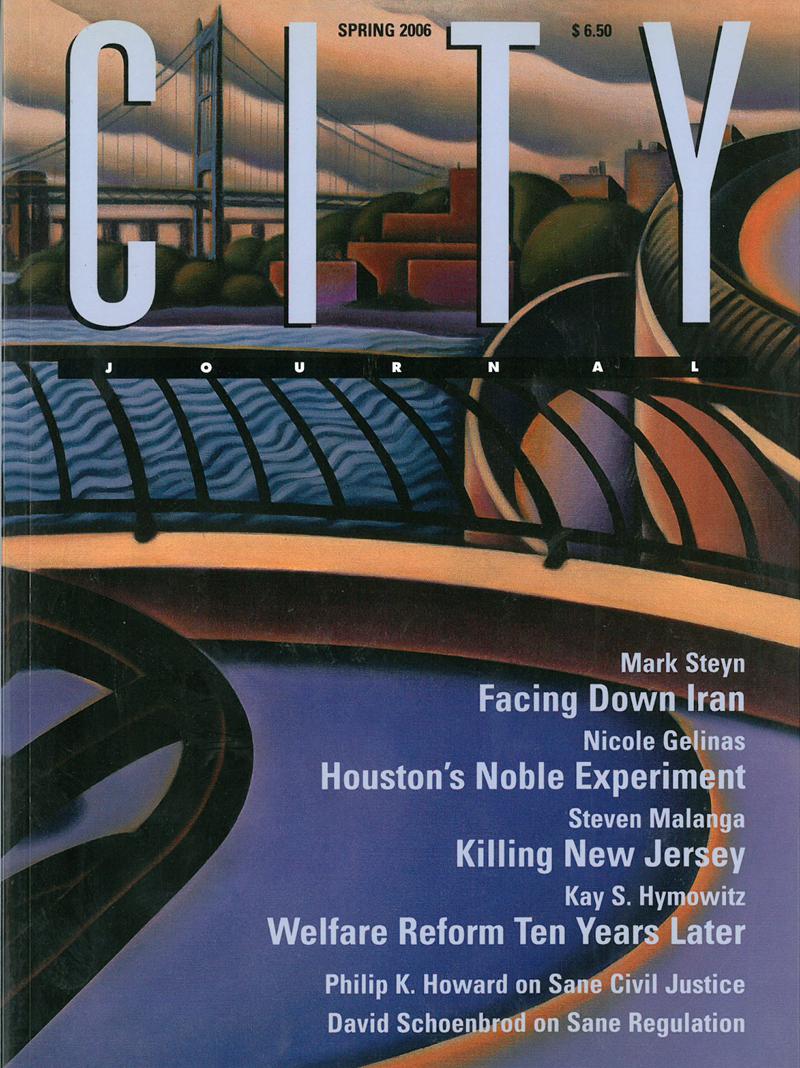 SPRING 2006 $ 6.50
CITY
JOURNAL
Mark Steyn
Facing Down Iran
Nicole Gelinas
Houston's Noble Experiment
Steven Malanga
Killing New Jersey
Kay S. Hymowitz
Welfare Reform Ten Years Later
Philip K. Howard on Sane Civil Justice
David Schoenbrod on Sane Regulation